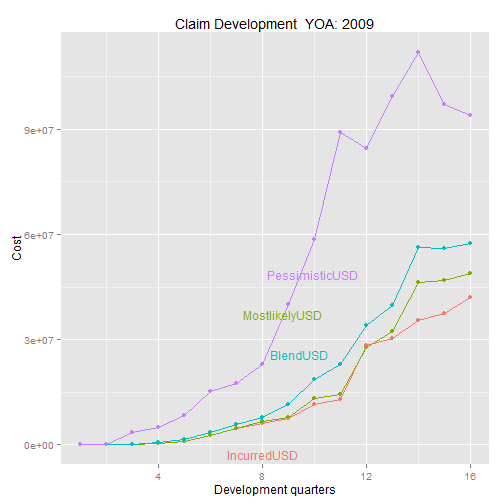 Claim Development  YOA: 2009
9e+07
6e+07
3e+07
0e+00
Cost
PessimisticUSD
MostlikelyUSD
BlendUSD
IncurredUSD
4
8
12
16
Development quarters